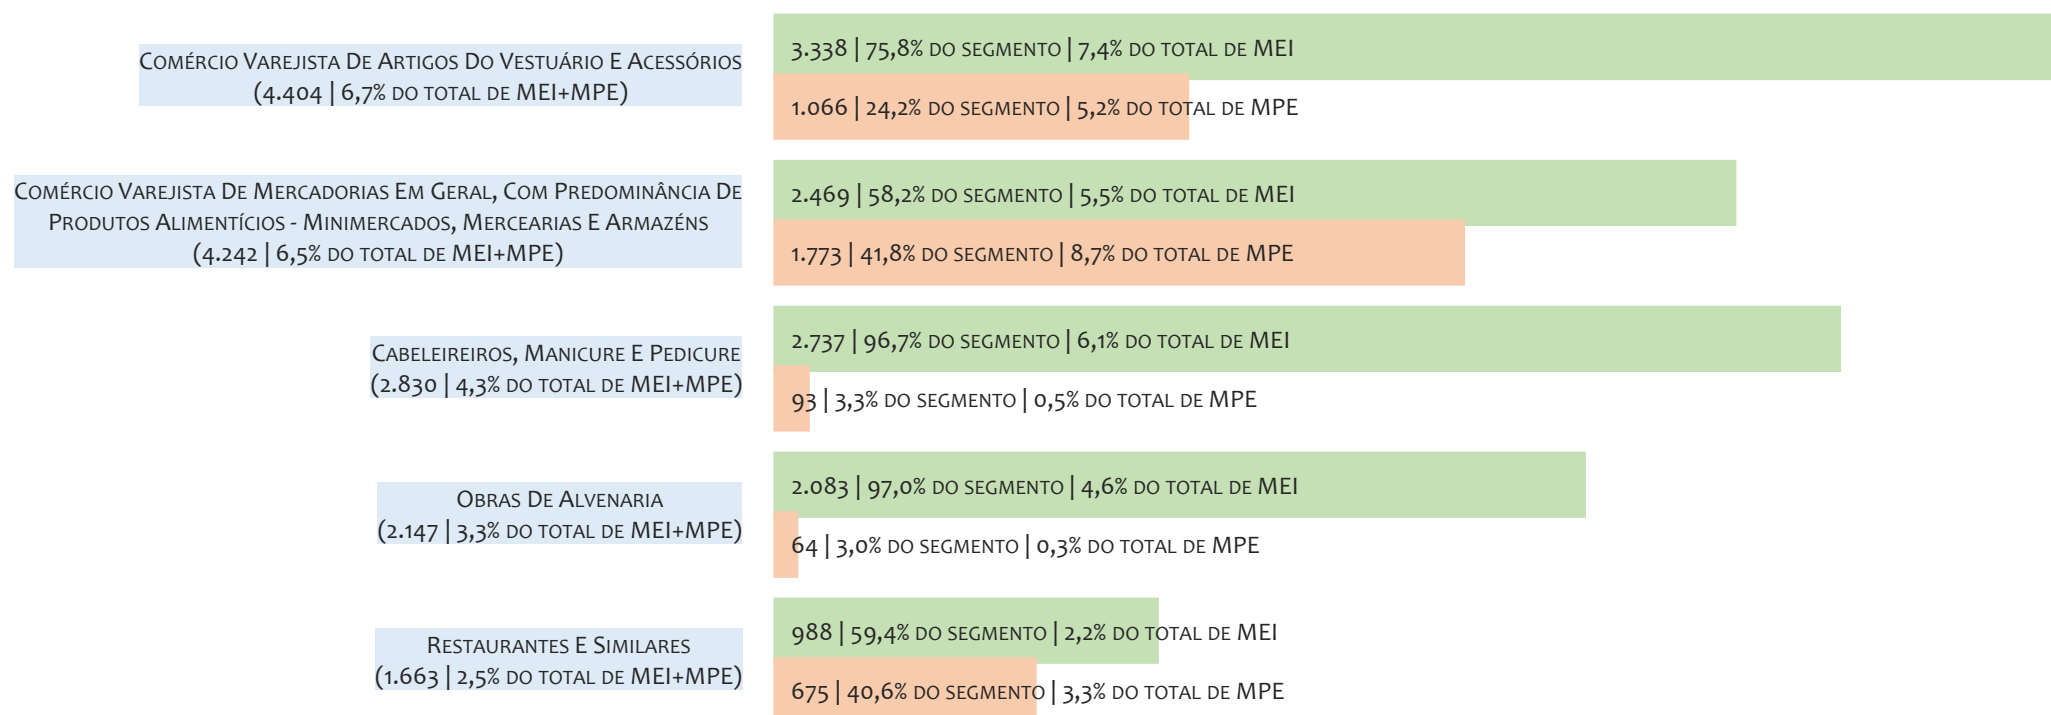 Comércio Varejista De Artigos Do Vestuário E Acessórios
(4.404 | 6,7% do total de MEI+MPE)
3.338 | 75,8% do segmento | 7,4% do total de MEI
1.066 | 24,2% do segmento | 5,2% do total de MPE
Comércio Varejista De Mercadorias Em Geral, Com Predominância De
Produtos Alimentícios - Minimercados, Mercearias E Armazéns
(4.242 | 6,5% do total de MEI+MPE)
2.469 | 58,2% do segmento | 5,5% do total de MEI
1.773 | 41,8% do segmento | 8,7% do total de MPE
Cabeleireiros, Manicure E Pedicure
(2.830 | 4,3% do total de MEI+MPE)
2.737 | 96,7% do segmento | 6,1% do total de MEI
93 | 3,3% do segmento | 0,5% do total de MPE
Obras De Alvenaria
(2.147 | 3,3% do total de MEI+MPE)
2.083 | 97,0% do segmento | 4,6% do total de MEI
64 | 3,0% do segmento | 0,3% do total de MPE
Restaurantes E Similares
(1.663 | 2,5% do total de MEI+MPE)
988 | 59,4% do segmento | 2,2% do total de MEI
675 | 40,6% do segmento | 3,3% do total de MPE